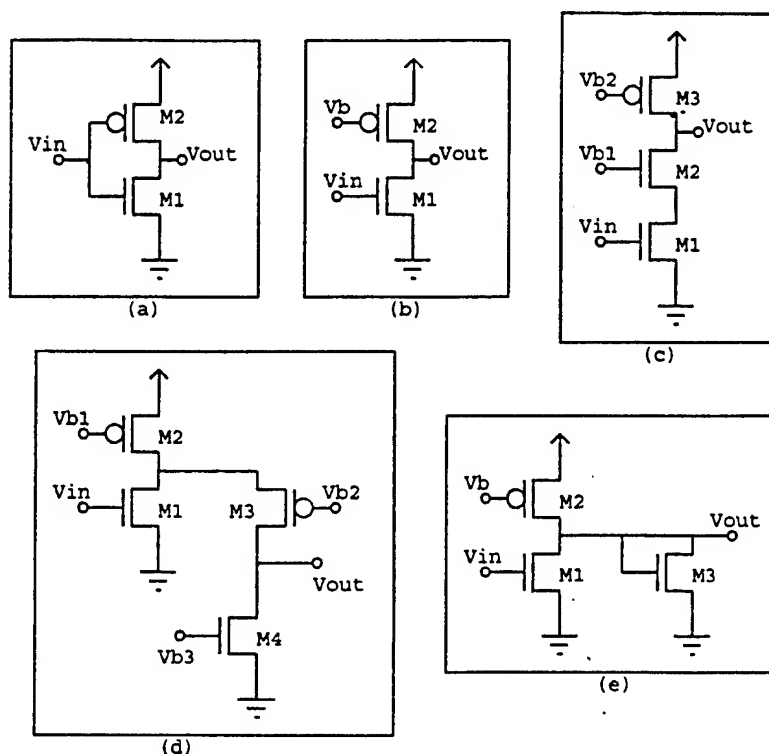 M2
Vin
Vout
M1
(a)
Vb
M2
Vout
Vin
M1
(b)
Vb2
M3
Vout
Vb1
M2
Vin
M1
(c)
Vb1
M2
Vin
M1
M3
Vb2
Vout
M4
Vb3
(d)
Vb
M2
Vout
Vin
M1
M3
(e)